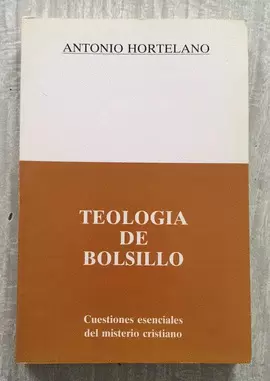 ANTONIO HORTELANO
TEOLOGIA
DE
BOLSILLO
Cuestiones esenciales
del misterio cristiano